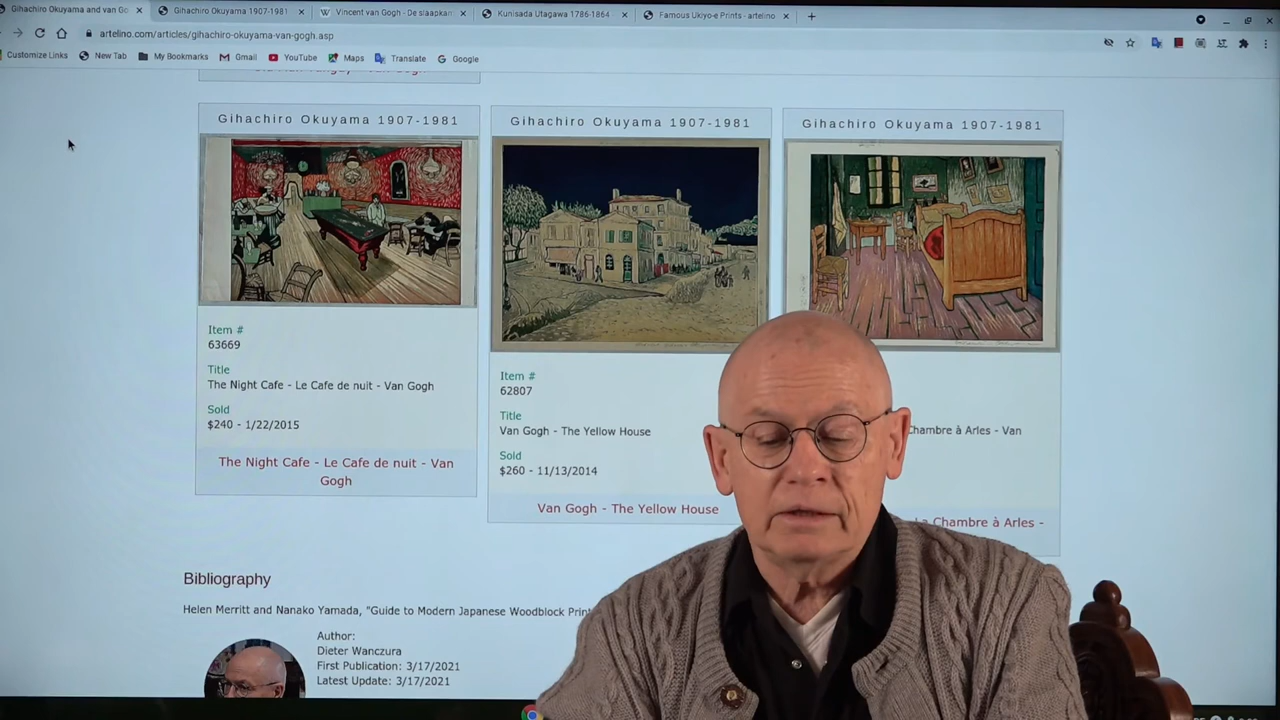 Gihachiro Okuyama and van Go
Gihachiro Okuyama 1907-1981
Vincent van Gogh - De slaapkam
Kunisada Utagawa 1786-1864
Famous Ukiyo-e Prints - artelino
artelino.com/articles/gihachiro-okuyama-van-gogh.asp
Customize Links
New Tab
My Bookmarks
Gmail
YouTube
Maps
Translate
Google
Gihachiro Okuyama 1907-1981
Gihachiro Okuyama 1907-1981
Gihachiro Okuyama 1907-1981
Item #
63669
Title
The Night Cafe - Le Cafe de nuit - Van Gogh
Sold
$240 - 1/22/2015
The Night Cafe - Le Cafe de nuit - Van
Gogh
Item #
62807
Title
Van Gogh - The Yellow House
Sold
$260 - 11/13/2014
Van Gogh - The Yellow House
Chambre à Arles - Van
La Chambre à Arles -
Bibliography
Helen Merritt and Nanako Yamada, "Guide to Modern Japanese Woodblock Prin
Author:
Dieter Wanczura
First Publication: 3/17/2021
Latest Update: 3/17/2021